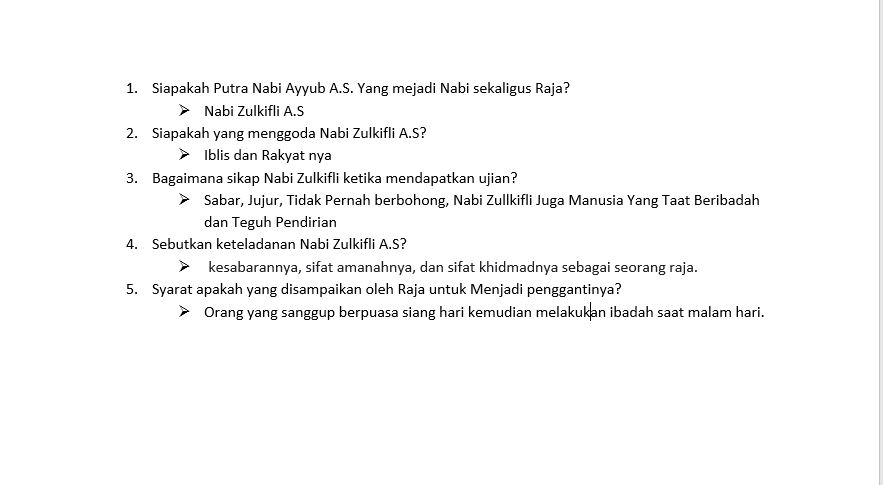 1. Siapakah Putra Nabi Ayyub A.S. Yang mejadi Nabi sekaligus Raja?
➢ Nabi Zulkifli A.S
2. Siapakah yang menggoda Nabi Zulkifli A.S?
➢ Iblis dan Rakyat nya
3. Bagaimana sikap Nabi Zulkifli ketika mendapatkan ujian?
➢ Sabar, Jujur, Tidak Pernah berbohong, Nabi Zullkifli Juga Manusia Yang Taat Beribadah
dan Teguh Pendirian
4. Sebutkan keteladanan Nabi Zulkifli A.S?
➢ kesabarannya, sifat amanahnya, dan sifat khidmadnya sebagai seorang raja.
5. Syarat apakah yang disampaikan oleh Raja untuk Menjadi penggantinya?
➢ Orang yang sanggup berpuasa siang hari kemudian melakukan ibadah saat malam hari.